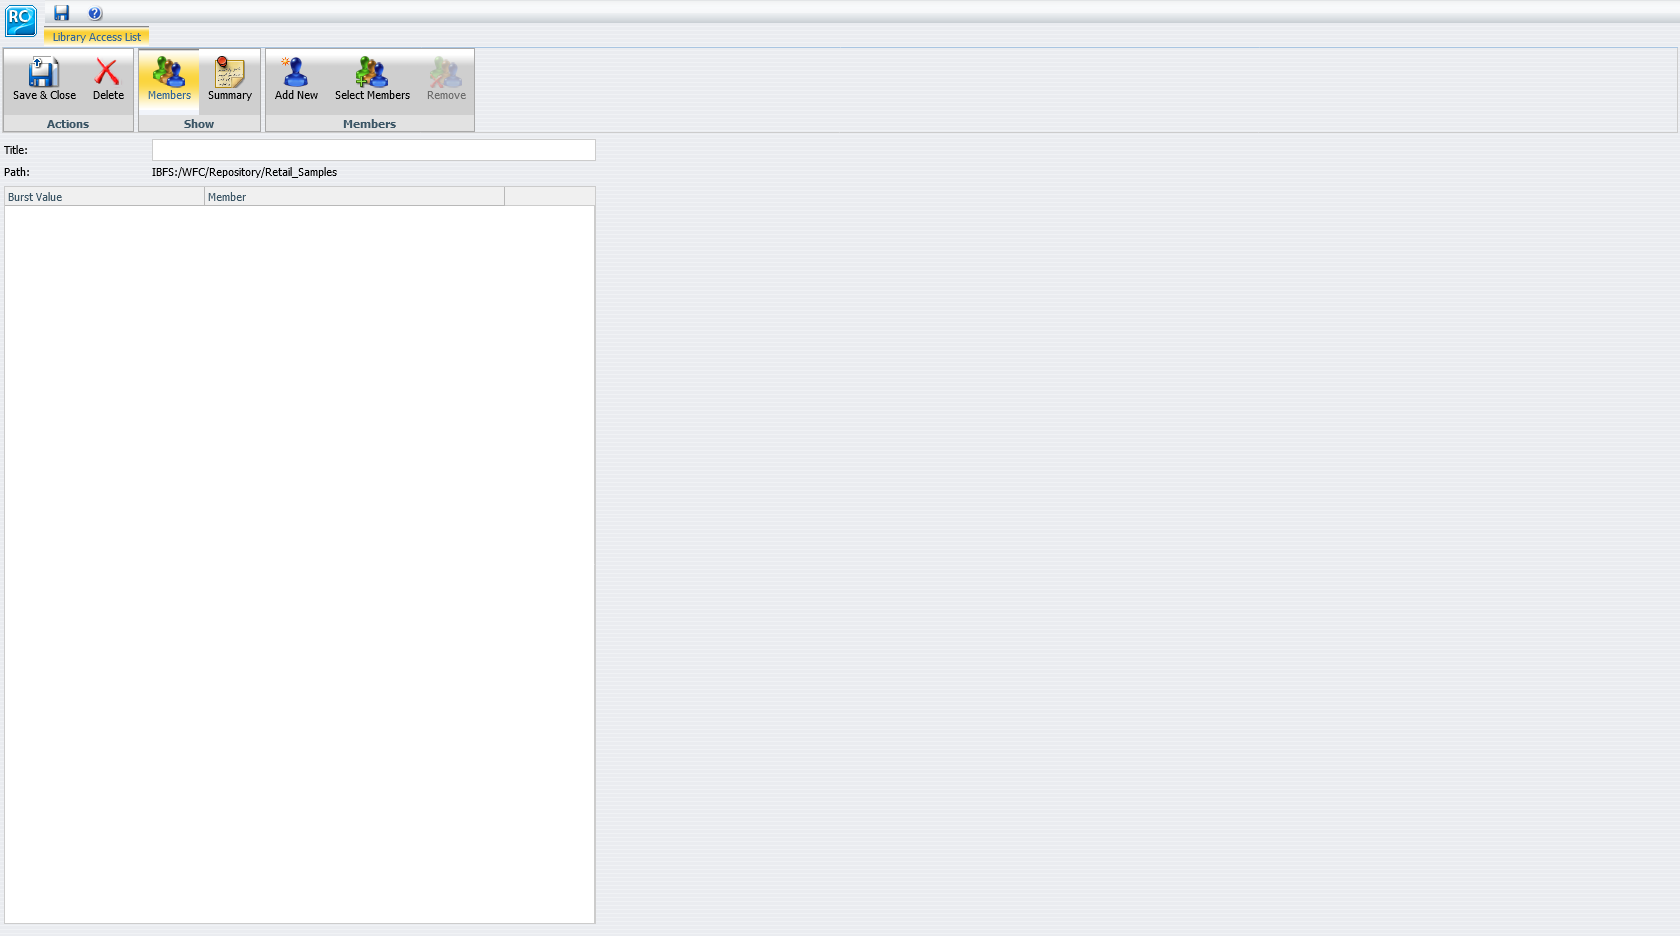 RO
Library Access List
Save & Close Delete Members Summary Add New Select Members Remove
Actions Show Members
Title:
Path: IBFS:/WFC/Repository/Retail_Samples
Burst Value Member